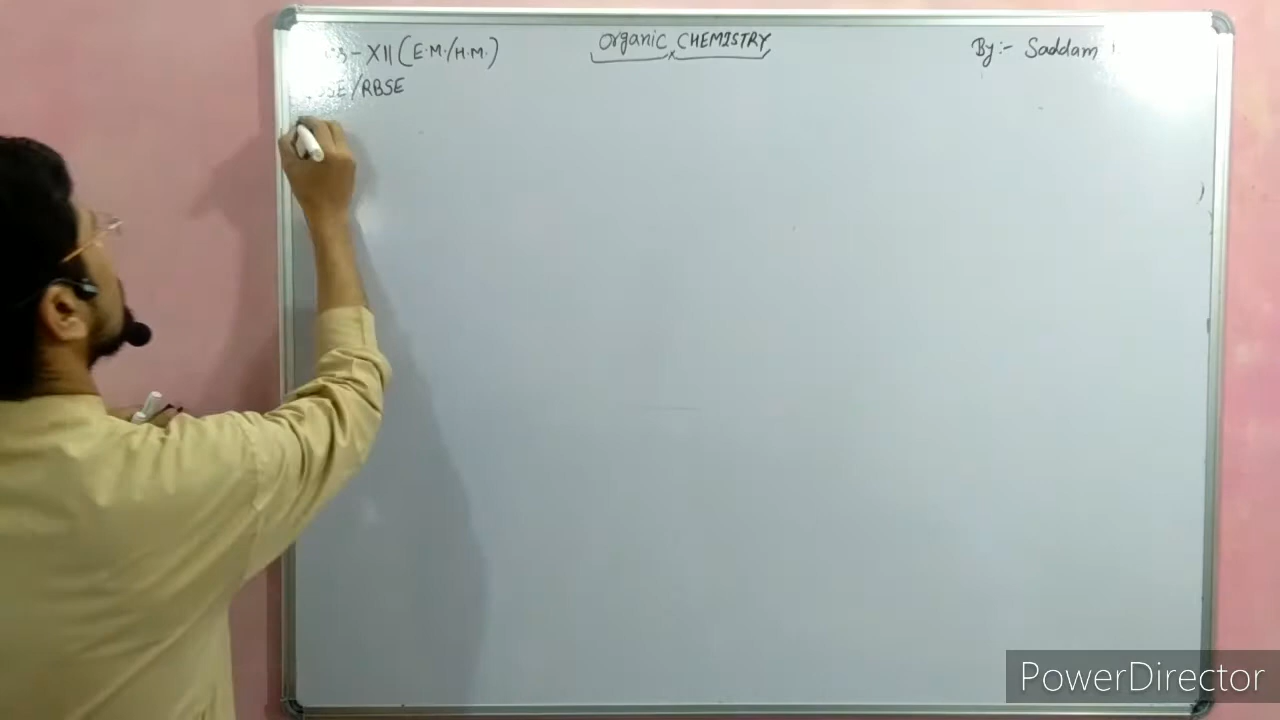 XII (E.M./H.M.)
Organic CHEMISTRY
By:- Saddam
/RBSE
PowerDirector